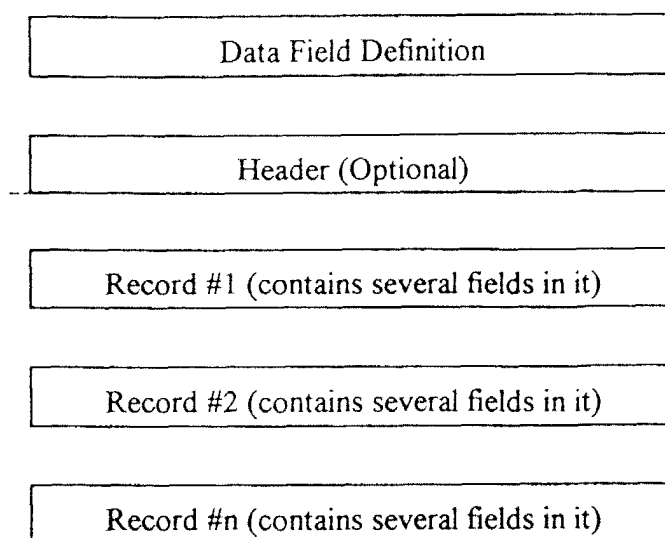 Data Field Definition
Header (Optional)
Record #1 (contains several fields in it)
Record #2 (contains several fields in it)
Record #n (contains several fields in it)